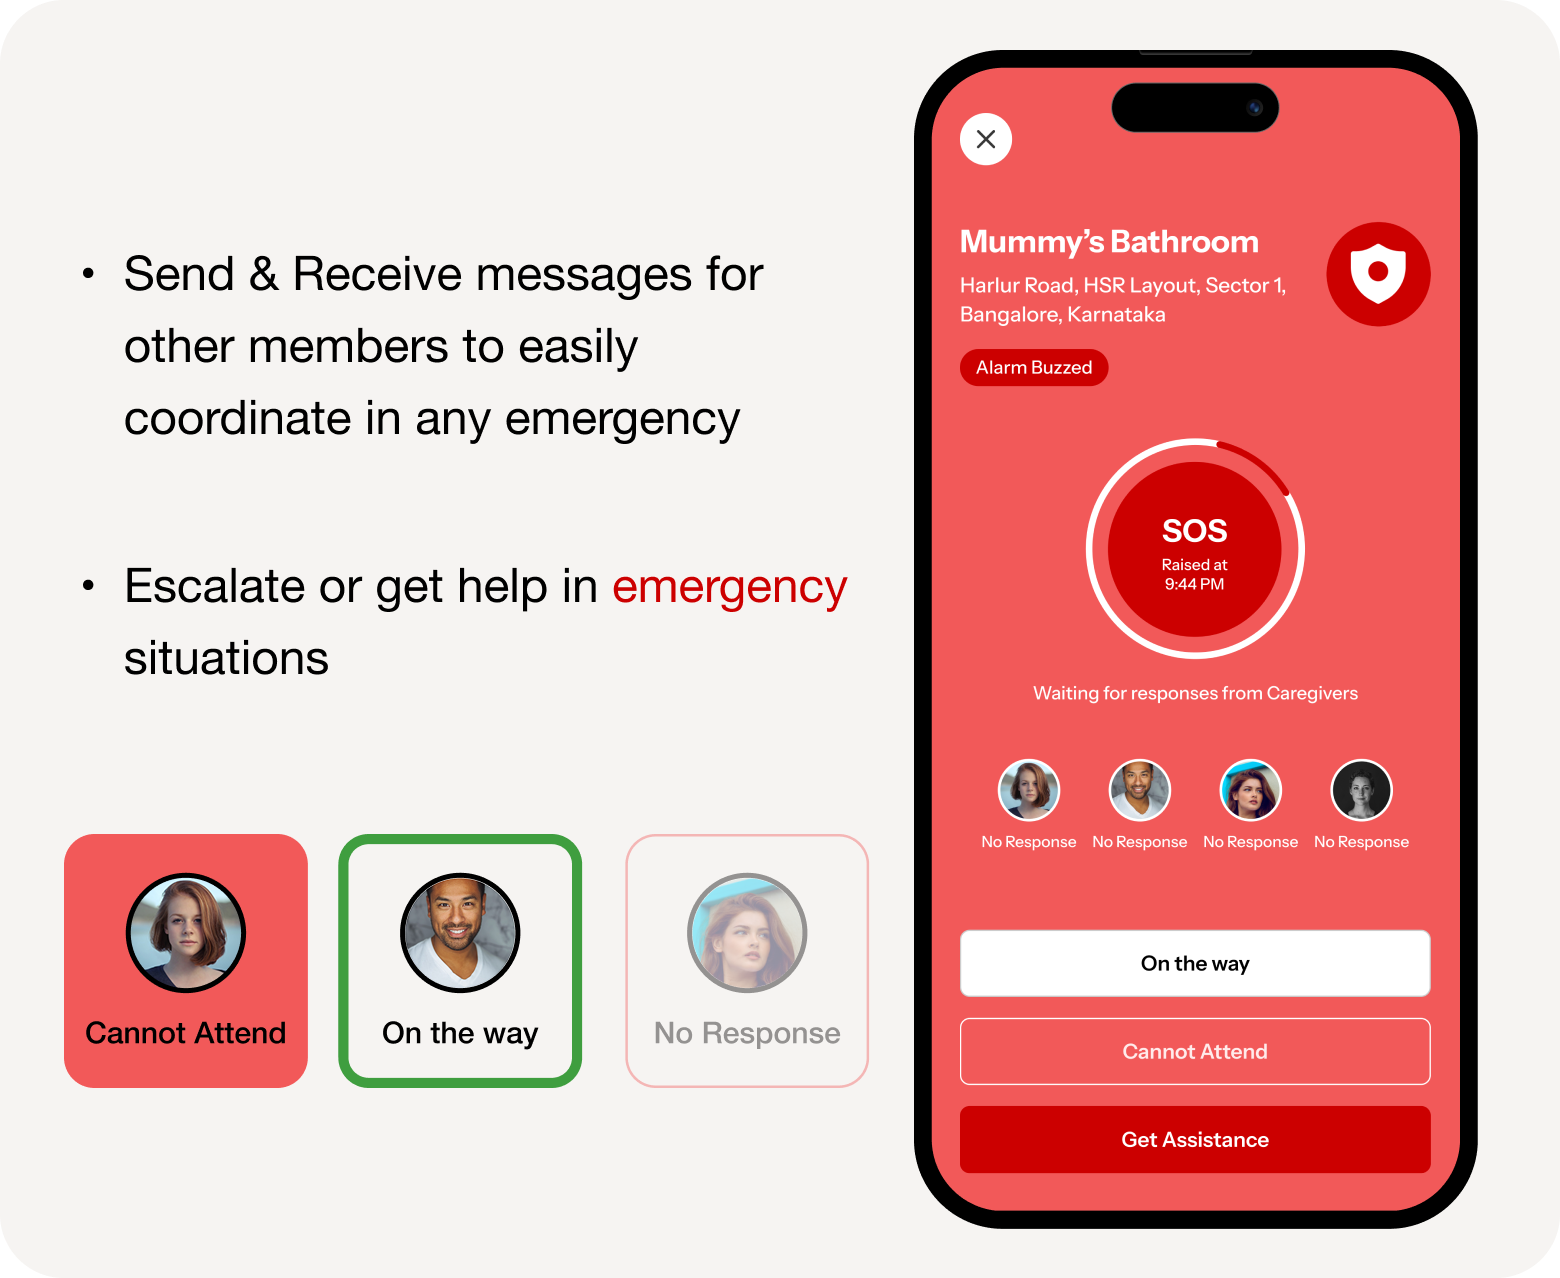 • Send & Receive messages for
other members to easily
coordinate in any emergency
• Escalate or get help in emergency
situations
Cannot Attend
On the way
No Response
Mummy’s Bathroom
Harlur Road, HSR Layout, Sector 1,
Bangalore, Karnataka
Alarm Buzzed
SOS
Raised at
9:44 PM
Waiting for responses from Caregivers
No Response No Response No Response No Response
On the way
Cannot Attend
Get Assistance